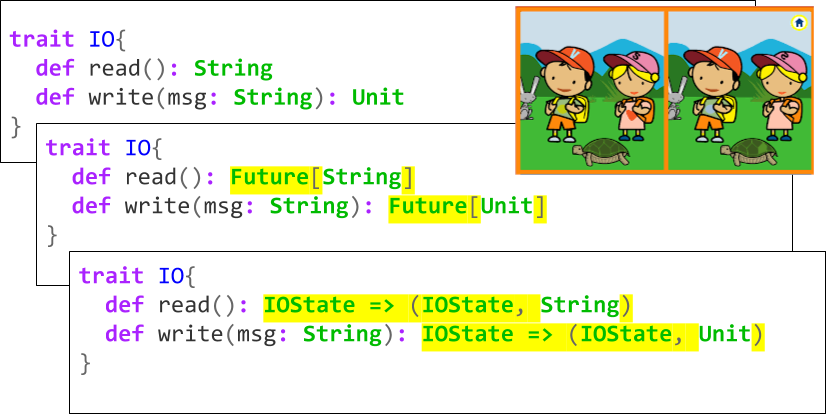 trait IO{
  def read(): String
  def write(msg: String): Unit
}
trait IO{
  def read(): Future[String]
  def write(msg: String): Future[Unit]
}
trait IO{
  def read(): IOState => (IOState, String)
  def write(msg: String): IOState => (IOState, Unit)
}
V S V S